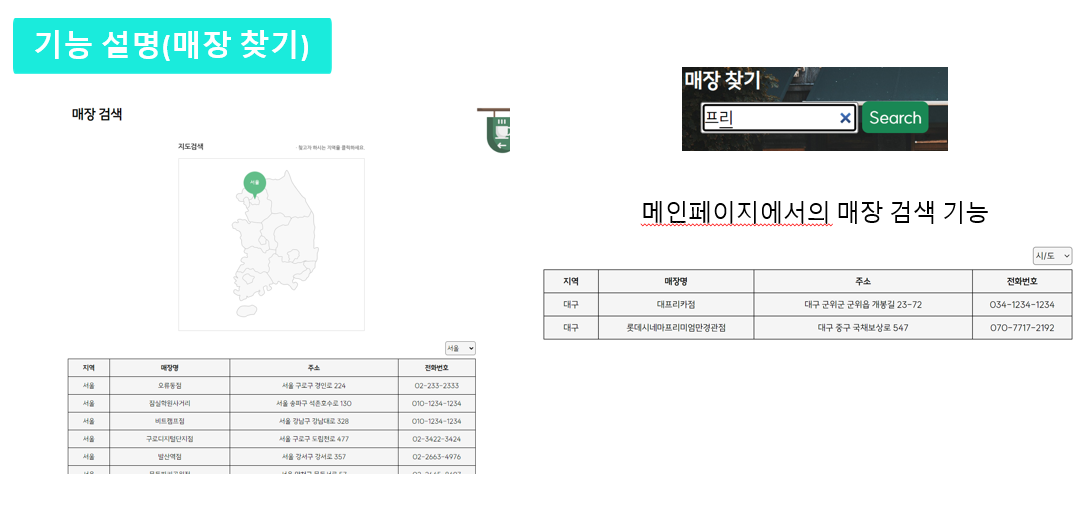 기능 설명(매장 찾기)
매장 검색
지도검색
알고자 하시는 지역을 클릭하세요.
서울
서울
지역 매장명 주소 전화번호
서울 오류동점 서울 구로구 경인로 224 02-233-2333
서울 잠실학원사거리 서울 송파구 석촌호수로 130 010-1234-1234
서울 비트캠프점 서울 강남구 강남대로 328 010-1234-1234
서울 구로디지털단지점 서울 구로구 도림천로 477 02-3422-3424
서울 발산역점 서울 강서구 강서로 357 02-2663-4976
매장 찾기
프리 Search
메인페이지에서의 매장 검색 기능
시/도
지역 매장명 주소 전화번호
대구 대프리카점 대구 군위군 군위읍 개봉길 23-72 034-1234-1234
대구 롯데시네마프리미엄만경관점 대구 중구 국채보상로 547 070-7717-2192